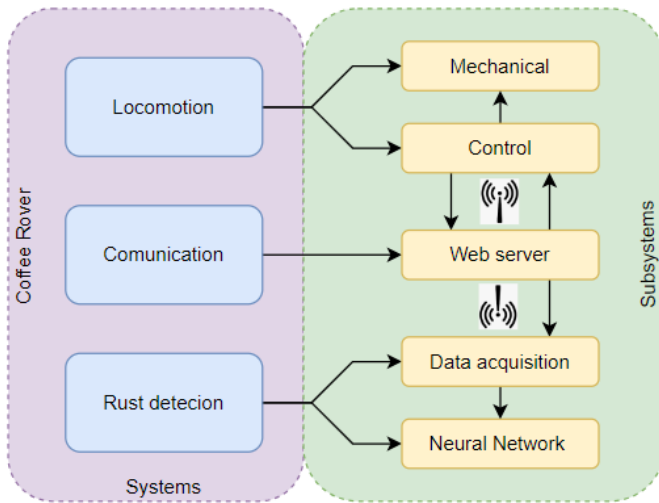 Locomotion
Mechanical
Control
Comunication
Web server
Rust detecion
Data acquisition
Neural Network
Coffee Rover
Systems
Subsystems